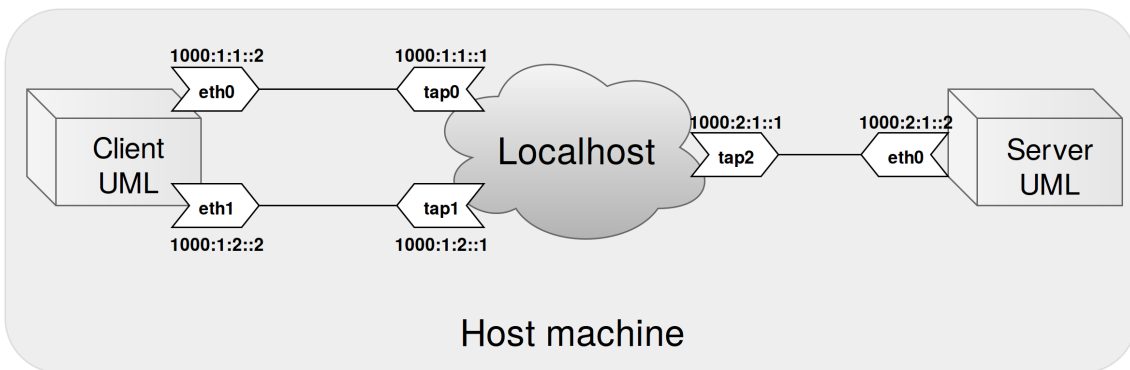 1000:1:1::2
1000:1:1::1
eth0
tap0
1000:2:1::1
1000:2:1::2
Client
UML
Localhost
tap2
eth0
Server
UML
eth1
tap1
1000:1:2::2
1000:1:2::1
Host machine